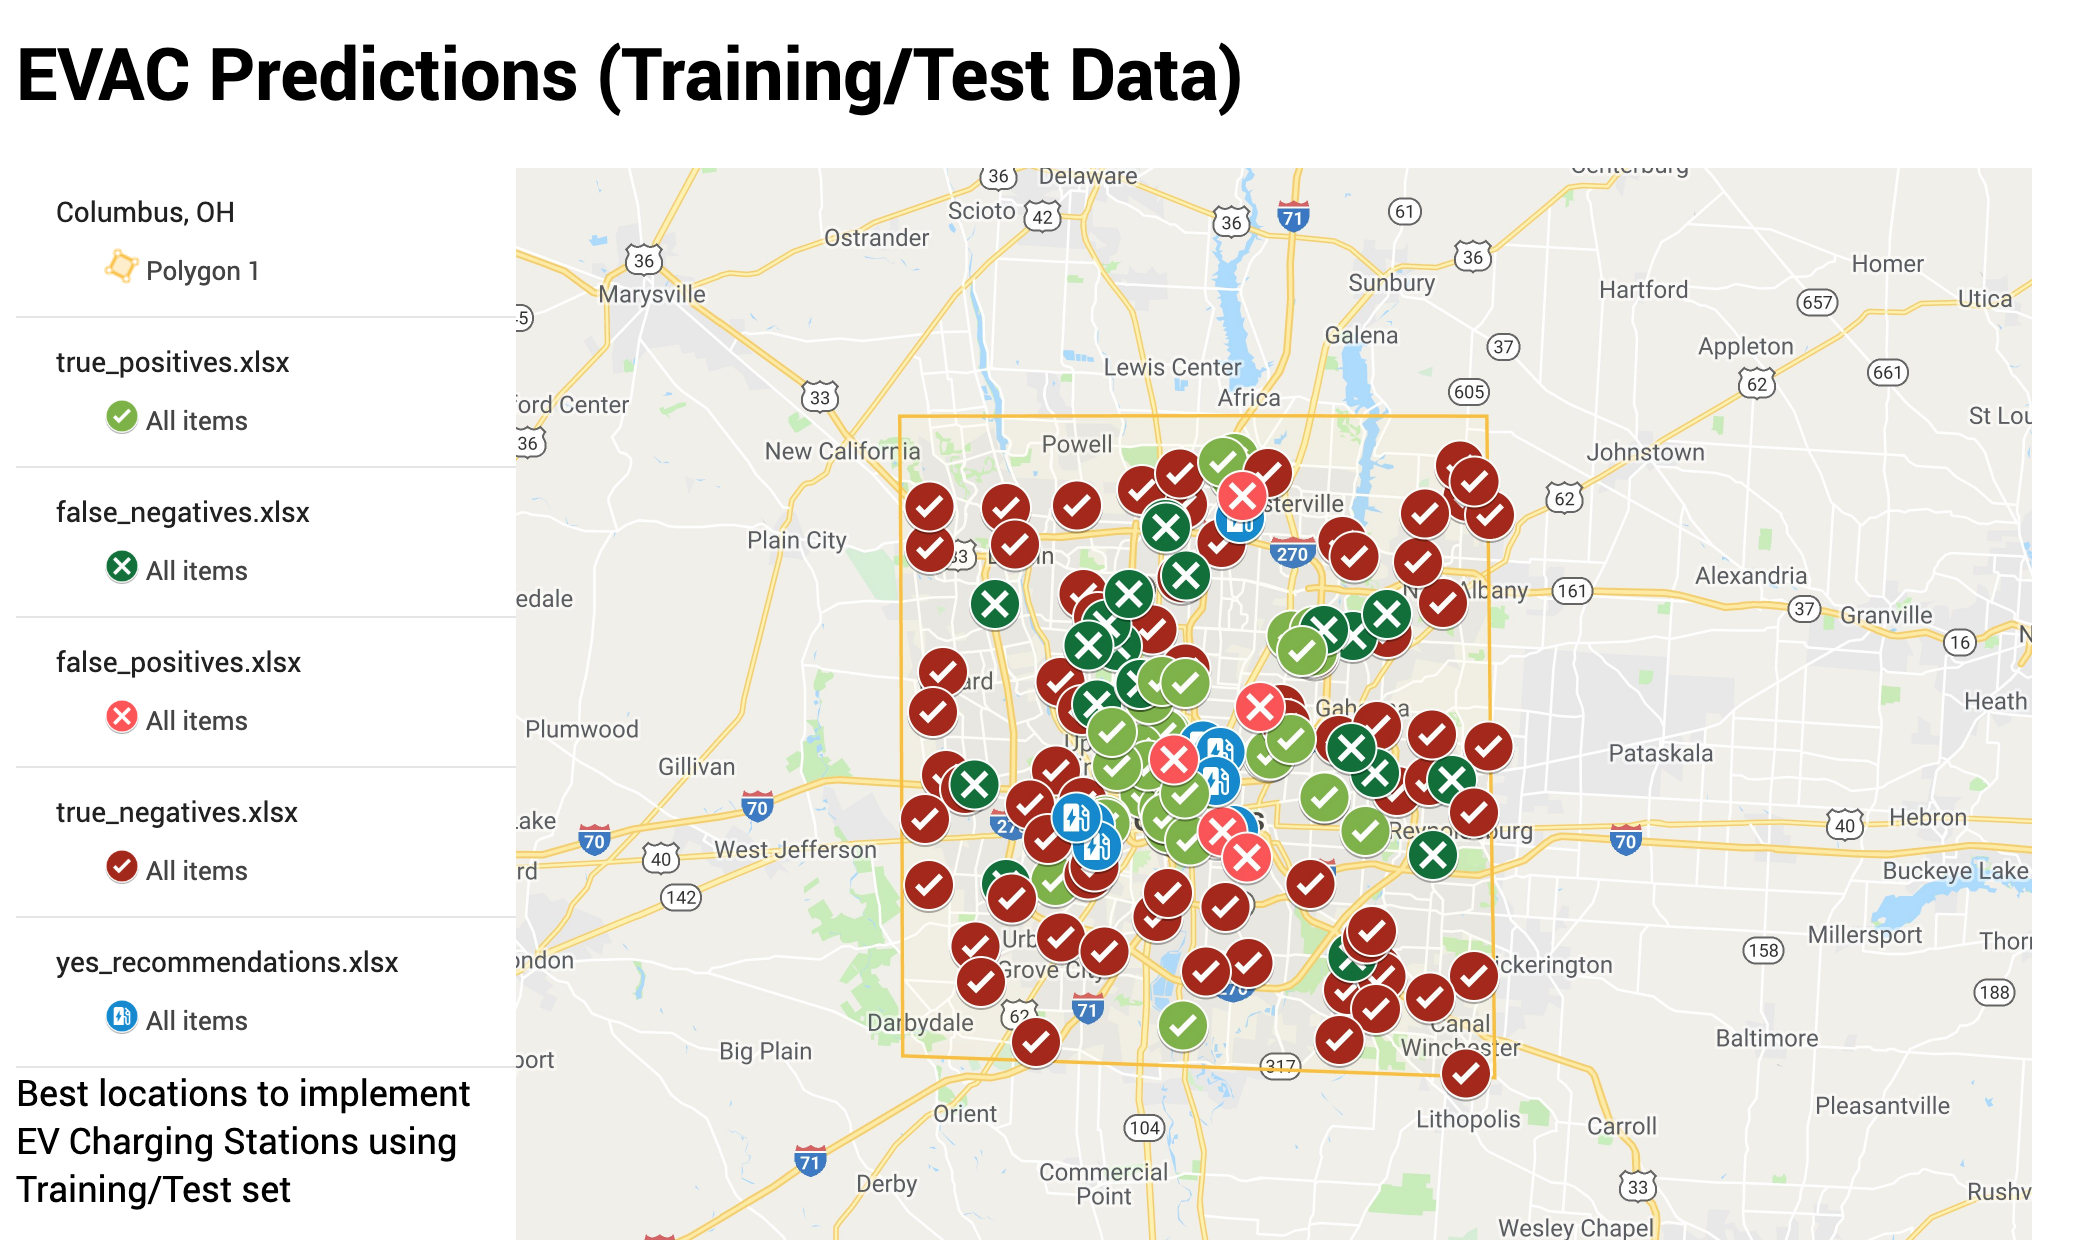 EVAC Predictions (Training/Test Data)
Columbus, OH
Polygon 1
true_positives.xlsx
All items
false_negatives.xlsx
All items
false_positives.xlsx
All items
true_negatives.xlsx
All items
yes_recommendations.xlsx
All items
Best locations to implement
EV Charging Stations using
Training/Test set
36
Delaware
Scioto
42
36
71
61
Ostrander
36
36
Marysville
Sunbury
Homer
Hartford
657
Utica
Galena
37
Appleton
Lewis Center
661
62
33
Africa
605
ford Center
St Lou
36
Powell
New California
Johnstown
62
sterville
Plain City
33
270
Alexandria
edale
Albany
161
37
Granville
16
ard
Heath
Plumwood
Pataskala
Gillivan
70
70
Hebron
40
Reynoldsburg
70
West Jefferson
40
rd
142
Buckeye Lake
Urb
Millersport
Thorn
158
ondon
Grove City
ickerington
270
188
71
62
Darbydale
Canal
Winchester
Baltimore
Big Plain
port
317
Orient
Pleasantville
Lithopolis
Carroll
104
71
Commercial
Point
Derby
33
Rushv
Wesley Chapel